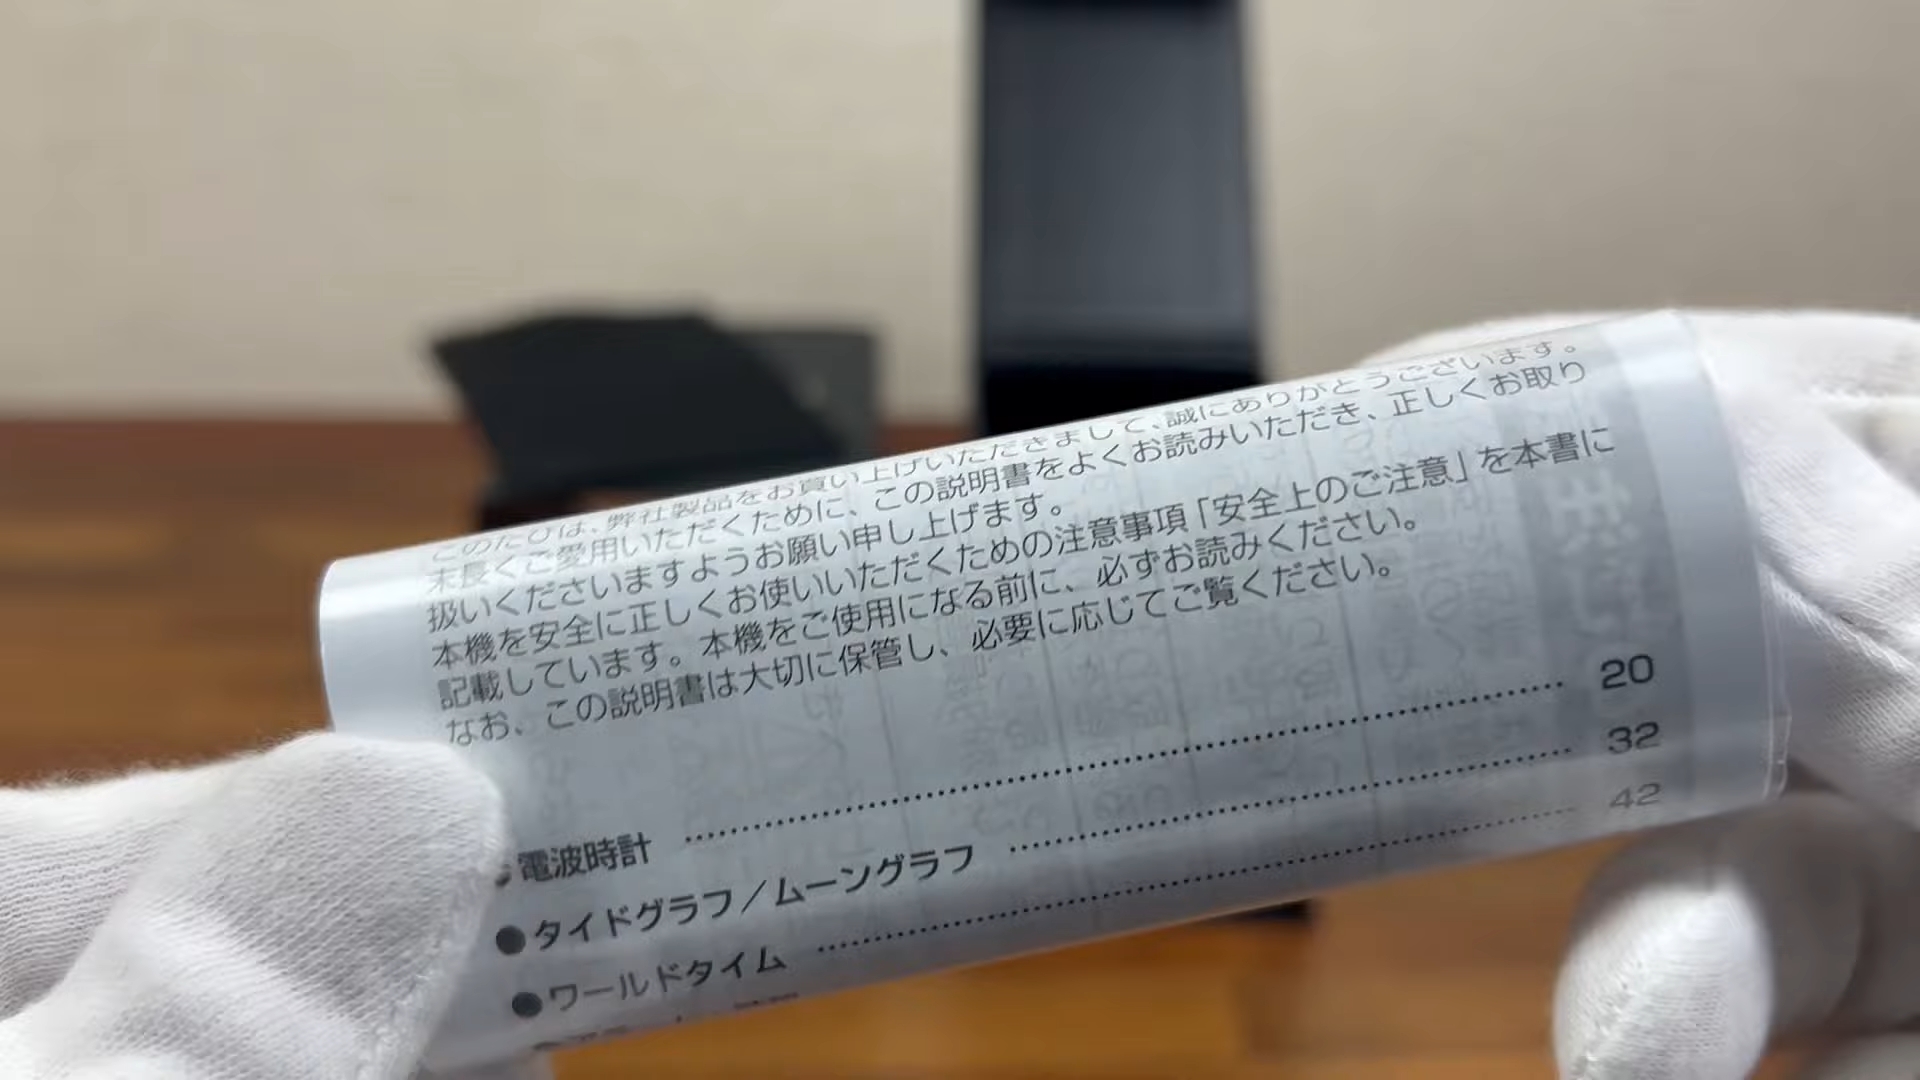 このたびは、弊社製品をお買い上げいただきまして、誠にありがとうございます。
末長くご愛用いただくために、この説明書をよくお読みいただき、正しくお取り
扱いくださいますようお願い申し上げます。
本機を安全に正しくお使いいただくための注意事項「安全上のご注意」を本書に
記載しています。本機をご使用になる前に、必ずお読みください。
なお、この説明書は大切に保管し、必要に応じてご覧ください。
電波時計 ………………………… 20
●タイドグラフ／ムーングラフ ………………………… 32
●ワールドタイム ………………………… 42